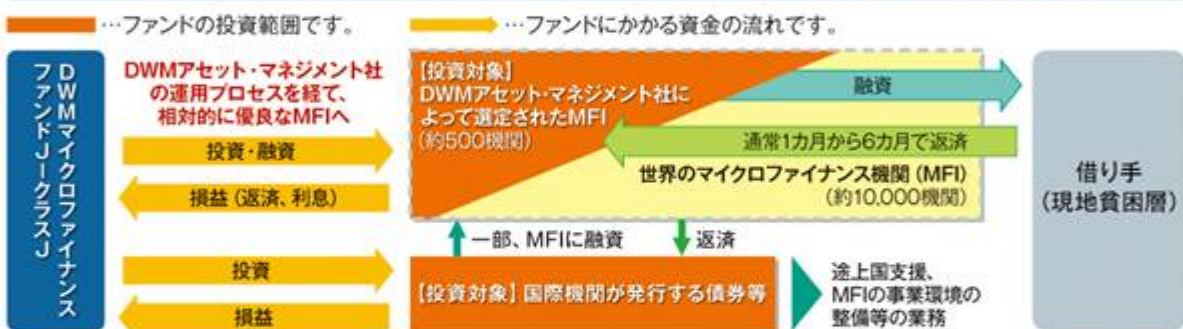 …ファンドの投資範囲です。
…ファンドにかかる資金の流れです。
DWMマイクロファイナンス
ファンドJークラスJ
DWMアセット・マネジメント社
の運用プロセスを経て、
相対的に優良なMFIへ
投資・融資
損益（返済、利息）
投資
損益
【投資対象】
DWMアセット・マネジメント社に
よって選定されたMFI
（約500機関）
融資
通常1カ月から6カ月で返済
世界のマイクロファイナンス機関（MFI）
（約10,000機関）
一部、MFIに融資
返済
【投資対象】国際機関が発行する債券等
途上国支援、
MFIの事業環境の
整備等の業務
借り手
（現地貧困層）